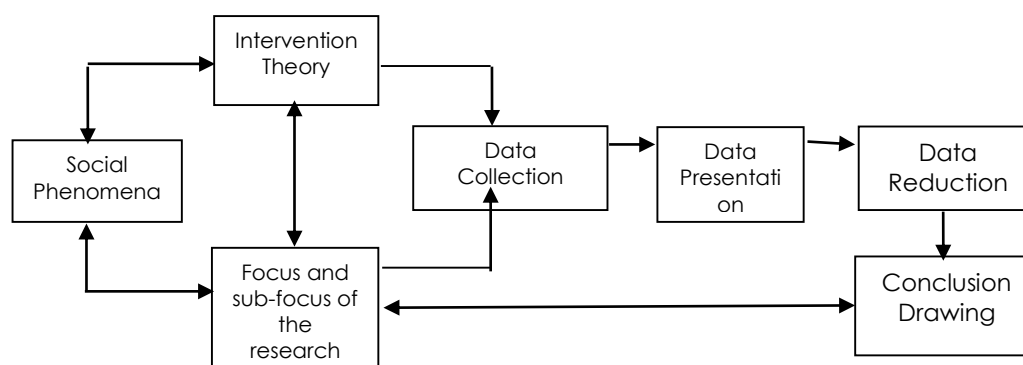 Intervention
Theory
Social
Phenomena
Data
Collection
Data
Presentati
on
Data
Reduction
Focus and
sub-focus of
the
research
Conclusion
Drawing